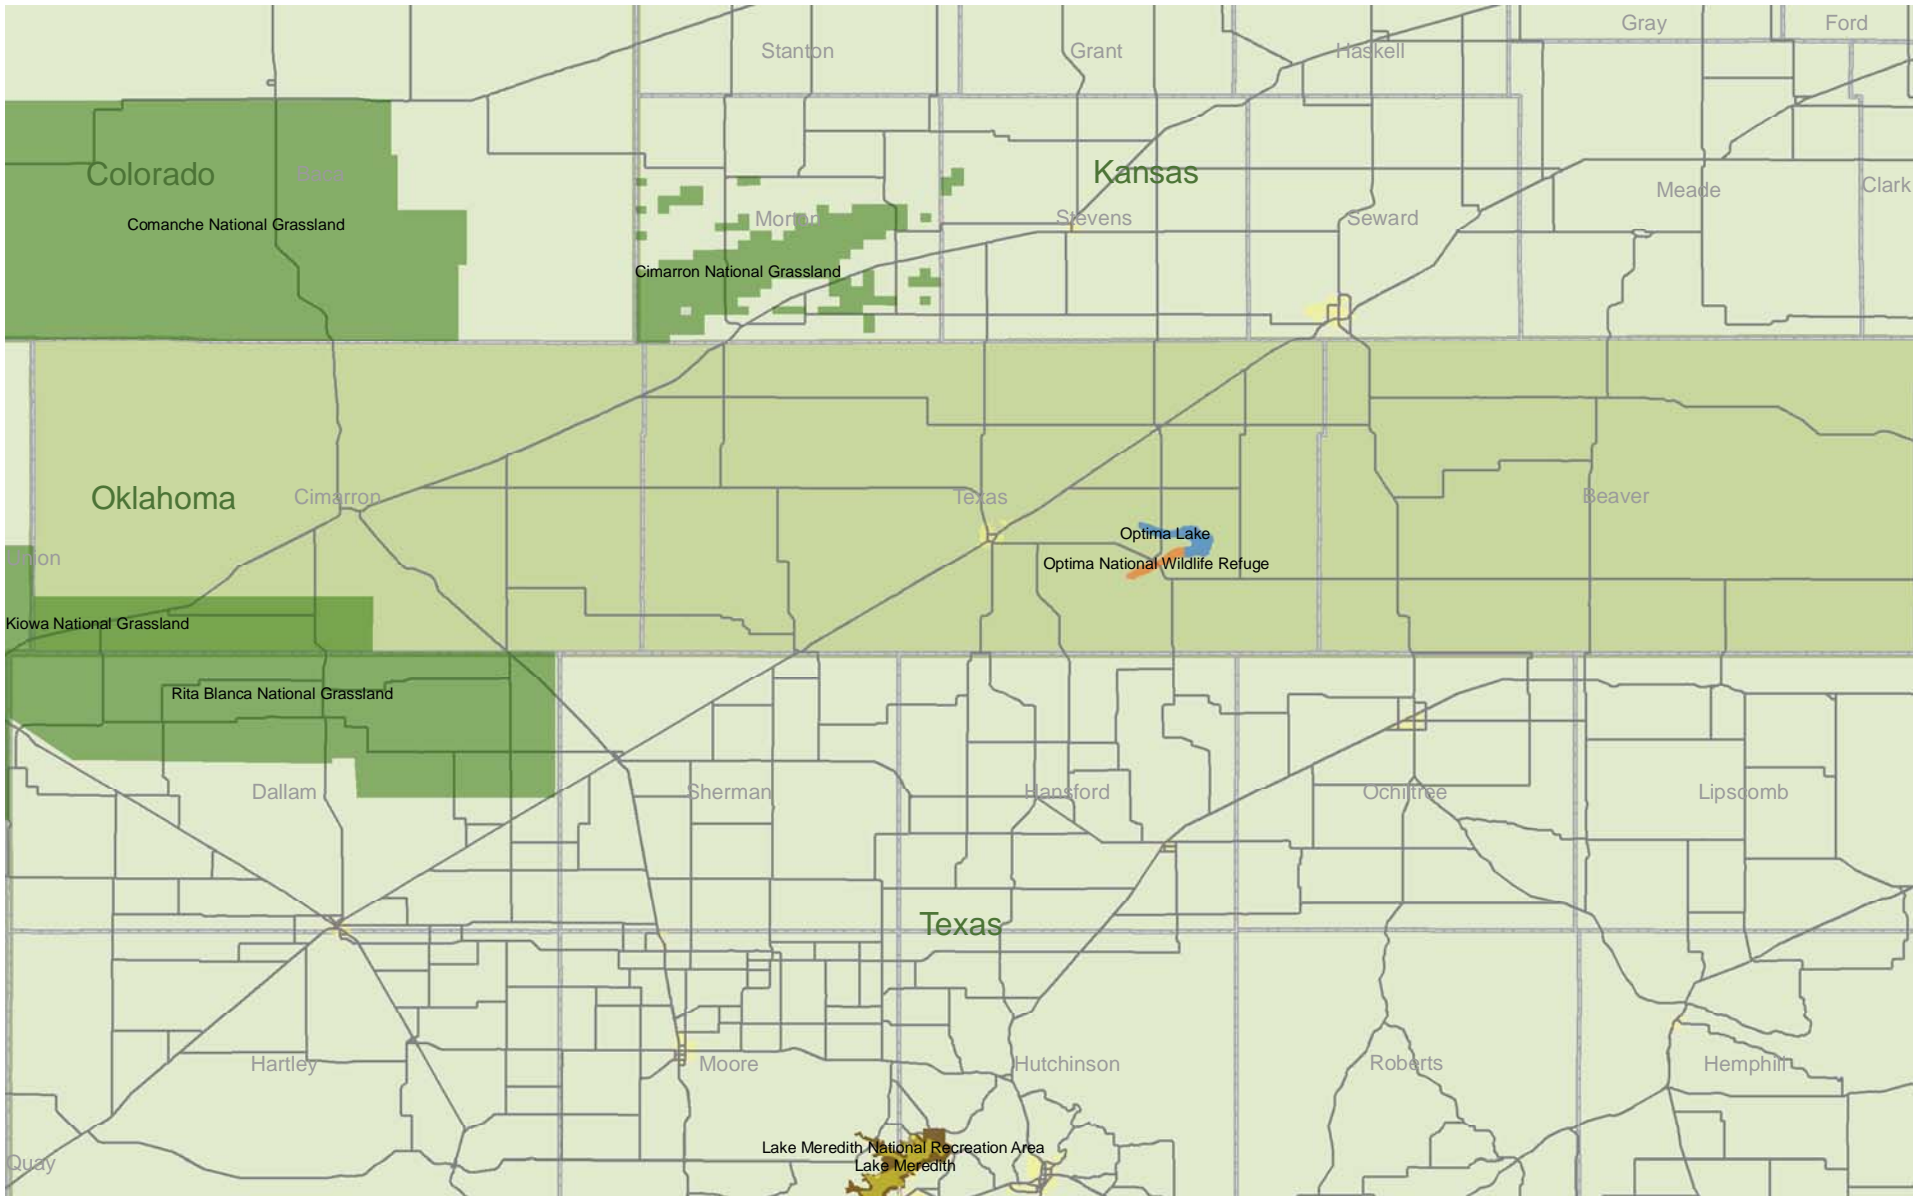 Gray
Ford
Stanton
Grant
Haskell
Colorado
Baca
Kansas
Meade
Clark
Comanche National Grassland
Morton
Stevens
Seward
Cimarron National Grassland
Oklahoma
Cimarron
Texas
Beaver
Optima Lake
Union
Optima National Wildlife Refuge
Kiowa National Grassland
Rita Blanca National Grassland
Dallam
Sherman
Hansford
Ochiltree
Lipscomb
Texas
Hartley
Moore
Hutchinson
Roberts
Hemphill
Lake Meredith National Recreation Area
Quay
Lake Meredith